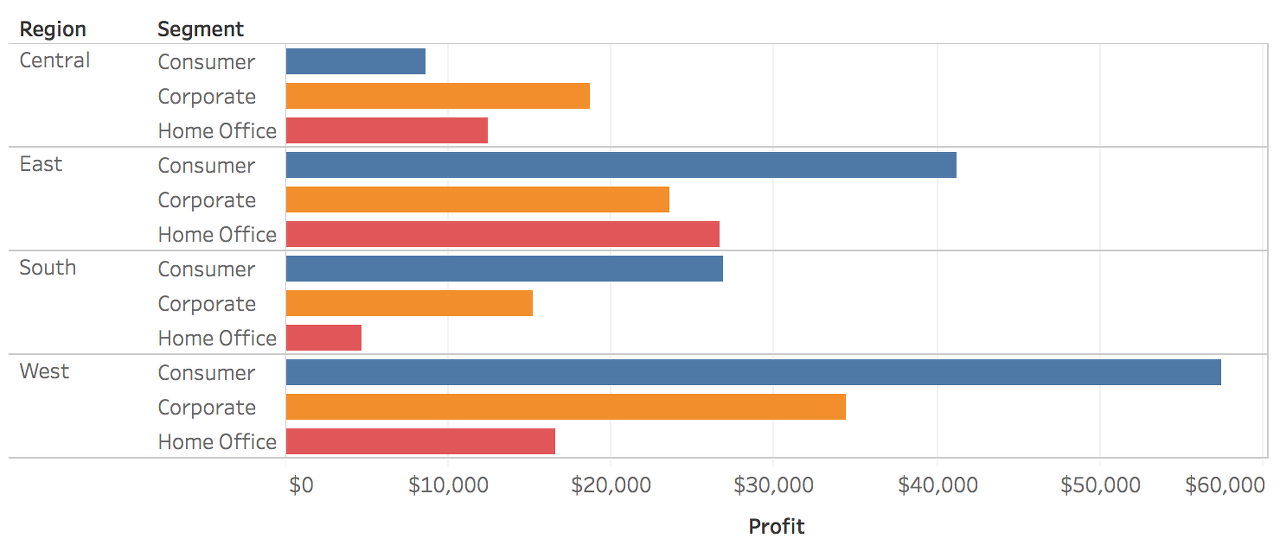 Region Segment
Central Consumer
Corporate
Home Office
East Consumer
Corporate
Home Office
South Consumer
Corporate
Home Office
West Consumer
Corporate
Home Office
$0 $10,000 $20,000 $30,000 $40,000 $50,000 $60,000
Profit